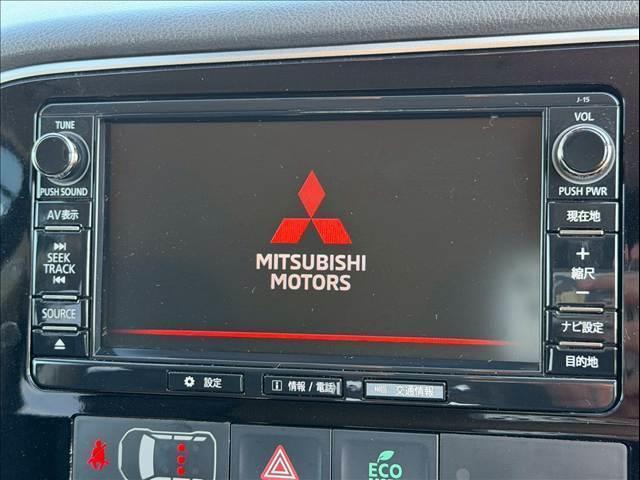 J-15
TUNE
PUSH SOUND
AV表示
SEEK
TRACK
SOURCE
MITSUBISHI
MOTORS
VOL
PUSH PWR
現在地
+
縮尺
−
ナビ設定
目的地
設定
i 情報 / 電話
交通情報
ECO